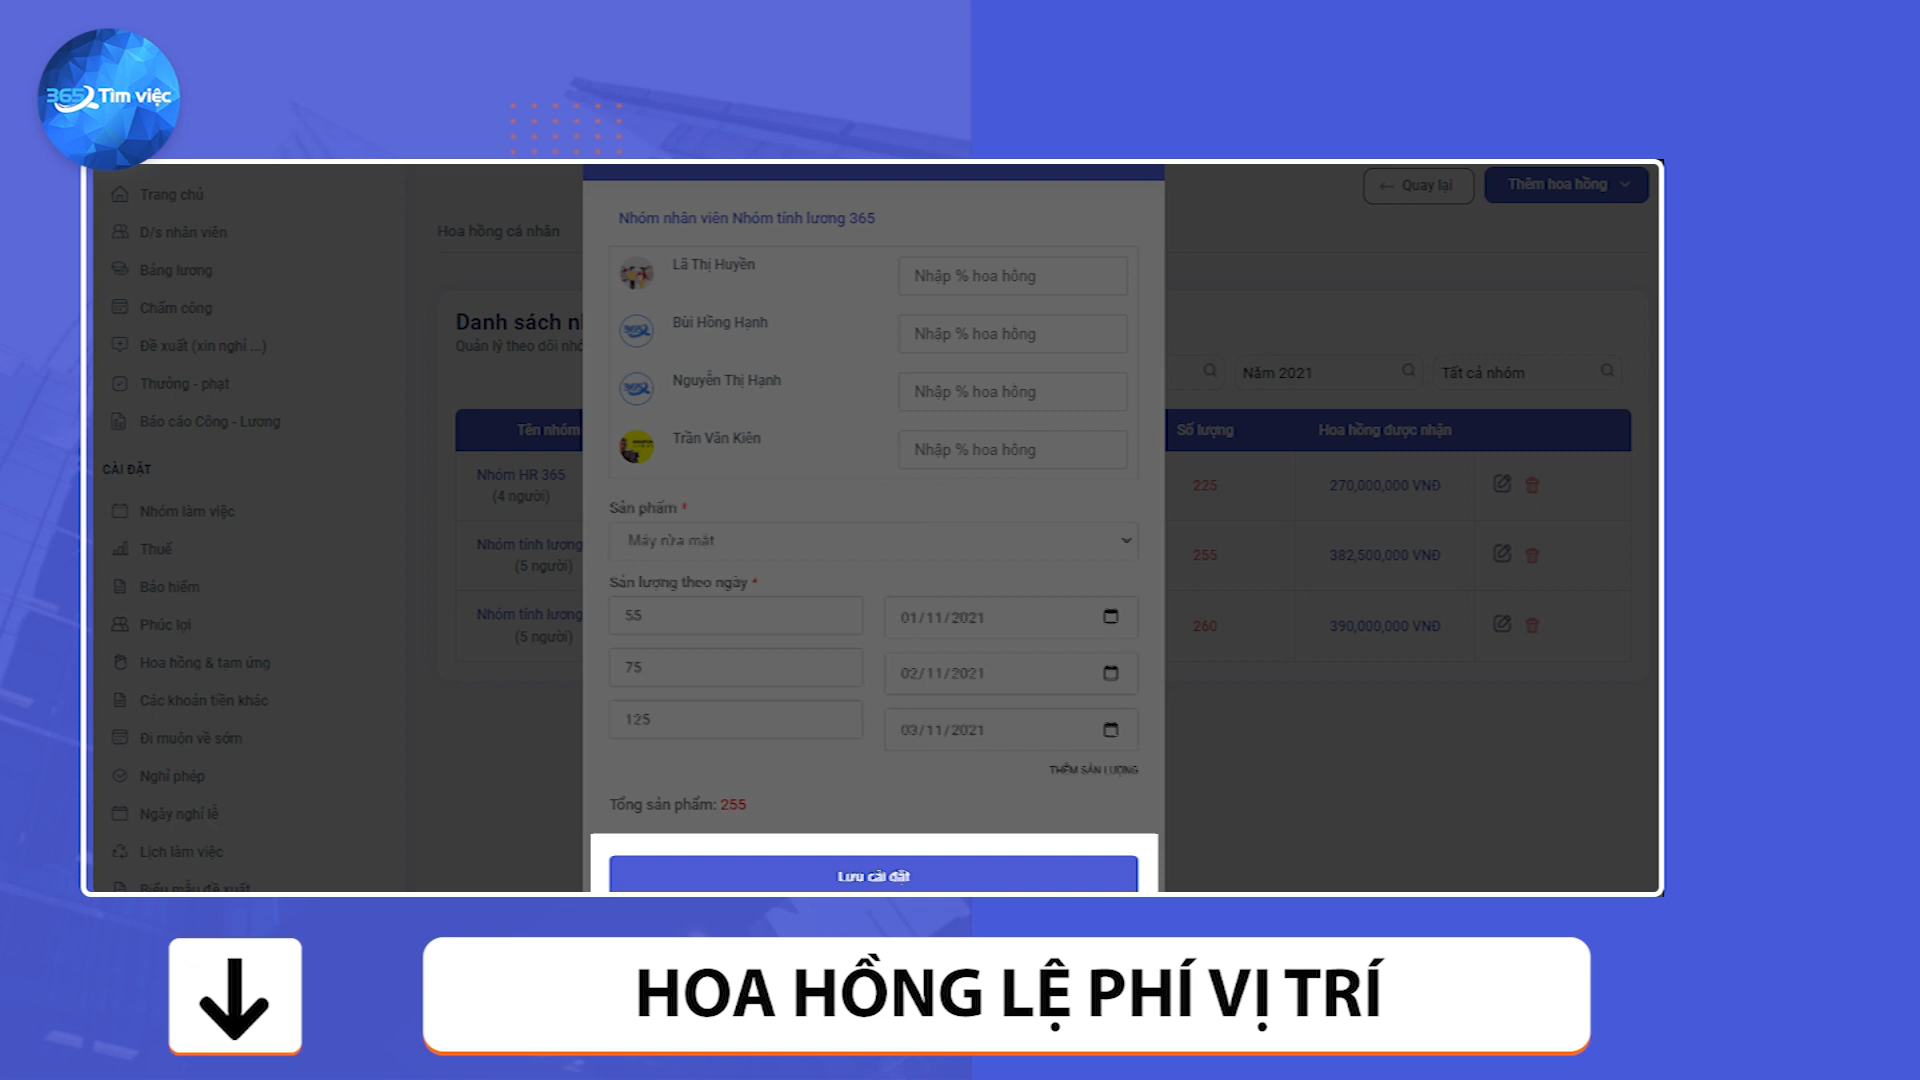 365 Tìm việc
Trang chủ
D/s nhân viên
Bảng lương
Chấm công
Đề xuất (xin nghỉ ...)
Thưởng - phạt
Báo cáo Công - Lương
CÀI ĐẶT
Nhóm làm việc
Thuế
Bảo hiểm
Phúc lợi
Hoa hồng & tạm ứng
Các khoản tiền khác
Đi muộn về sớm
Nghỉ phép
Ngày nghỉ lễ
Lịch làm việc
Biểu mẫu đề xuất
Hoa hồng cá nhân
← Quay lại
Thêm hoa hồng
Danh sách
Quản lý theo dõi
Năm 2021
Tất cả nhóm
Tên nhóm
Số lượng
Hoa hồng được nhận
Nhóm HR 365
(4 người)
225
270,000,000 VNĐ
Nhóm tính lương
(5 người)
255
382,500,000 VNĐ
Nhóm tính lương
(5 người)
260
390,000,000 VNĐ
Nhóm nhân viên Nhóm tính lương 365
Lã Thị Huyền
Nhập % hoa hồng
Bùi Hồng Hạnh
Nhập % hoa hồng
Nguyễn Thị Hạnh
Nhập % hoa hồng
Trần Văn Kiên
Nhập % hoa hồng
Sản phẩm *
Máy rửa mặt
Sản lượng theo ngày *
55
01/11/2021
75
02/11/2021
125
03/11/2021
THÊM SẢN LƯỢNG
Tổng sản phẩm: 255
Lưu cài đặt
HOA HỒNG LỆ PHÍ VỊ TRÍ